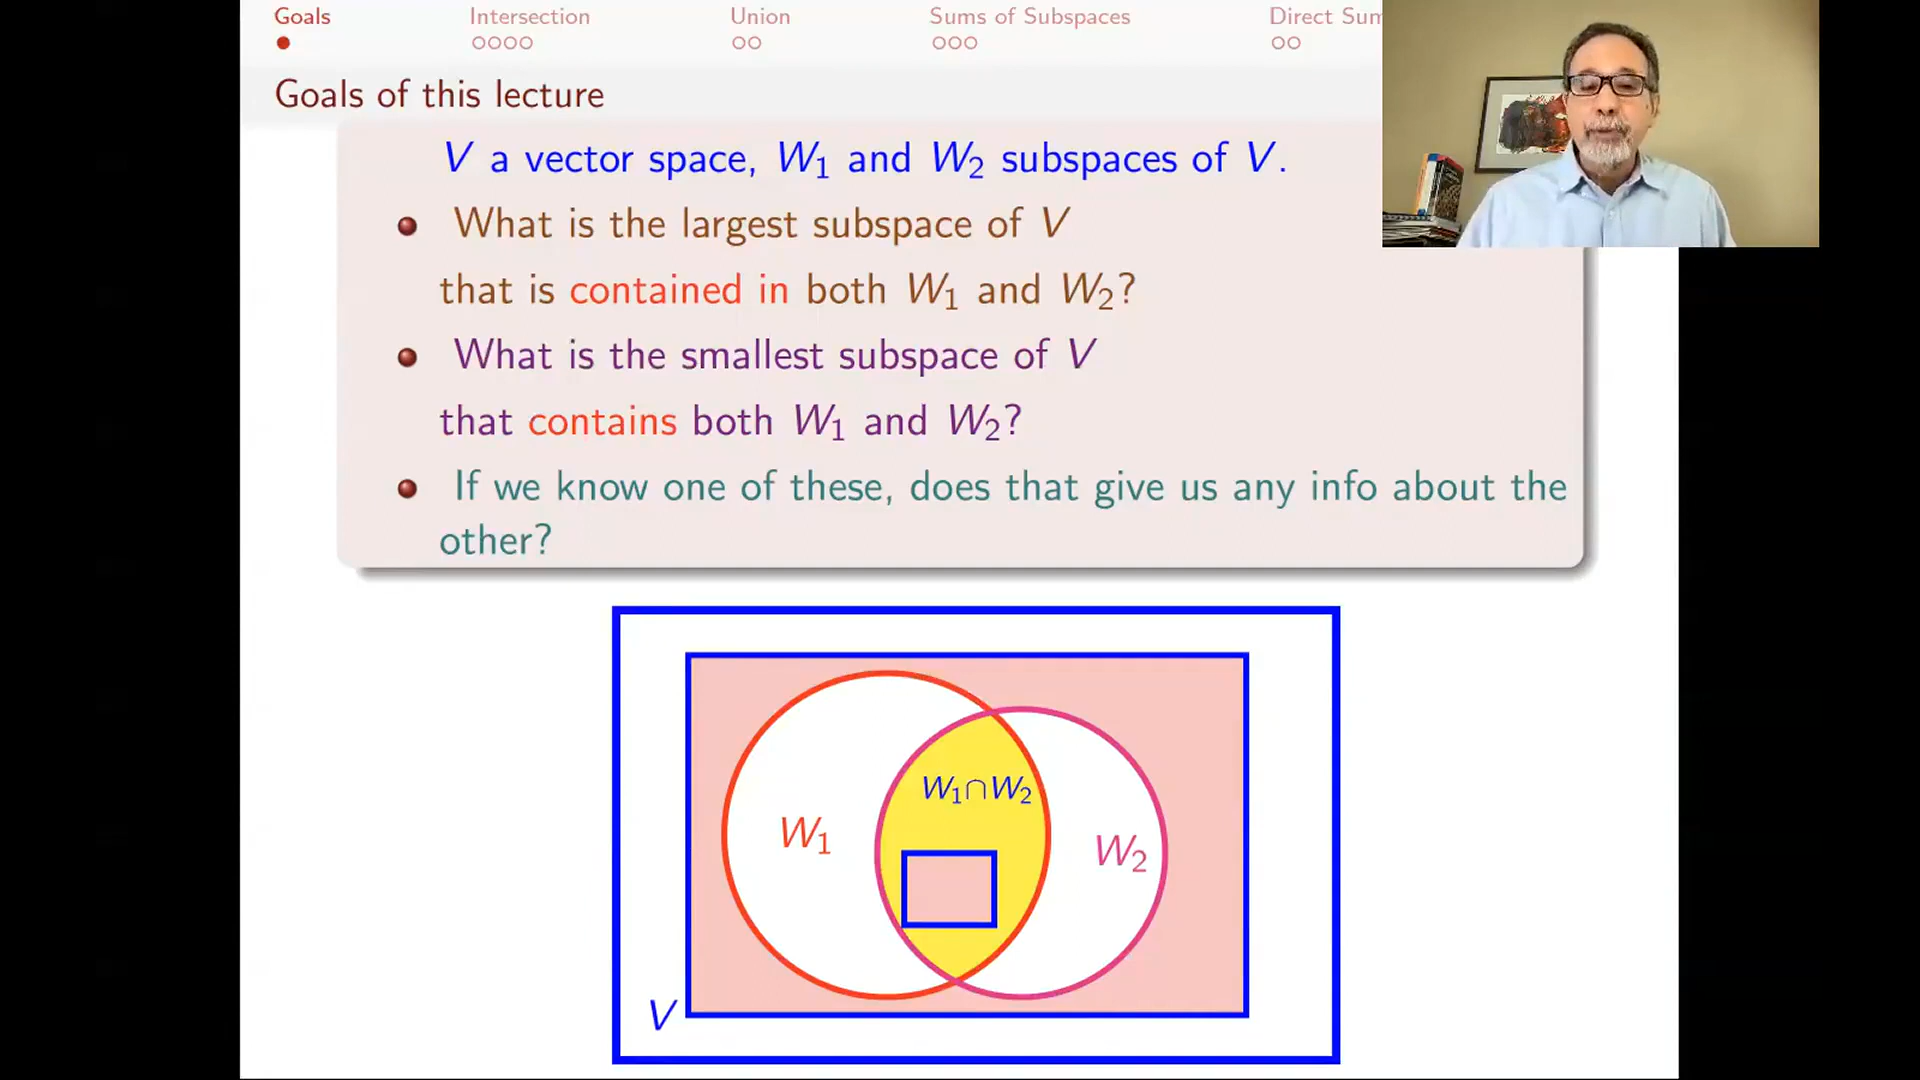 Goals Intersection Union Sums of Subspaces Direct Sum
Goals of this lecture
V a vector space, W₁ and W₂ subspaces of V.
What is the largest subspace of V
that is contained in both W₁ and W₂?
What is the smallest subspace of V
that contains both W₁ and W₂?
If we know one of these, does that give us any info about the
other?
W₁∩W₂
W₁
W₂
V